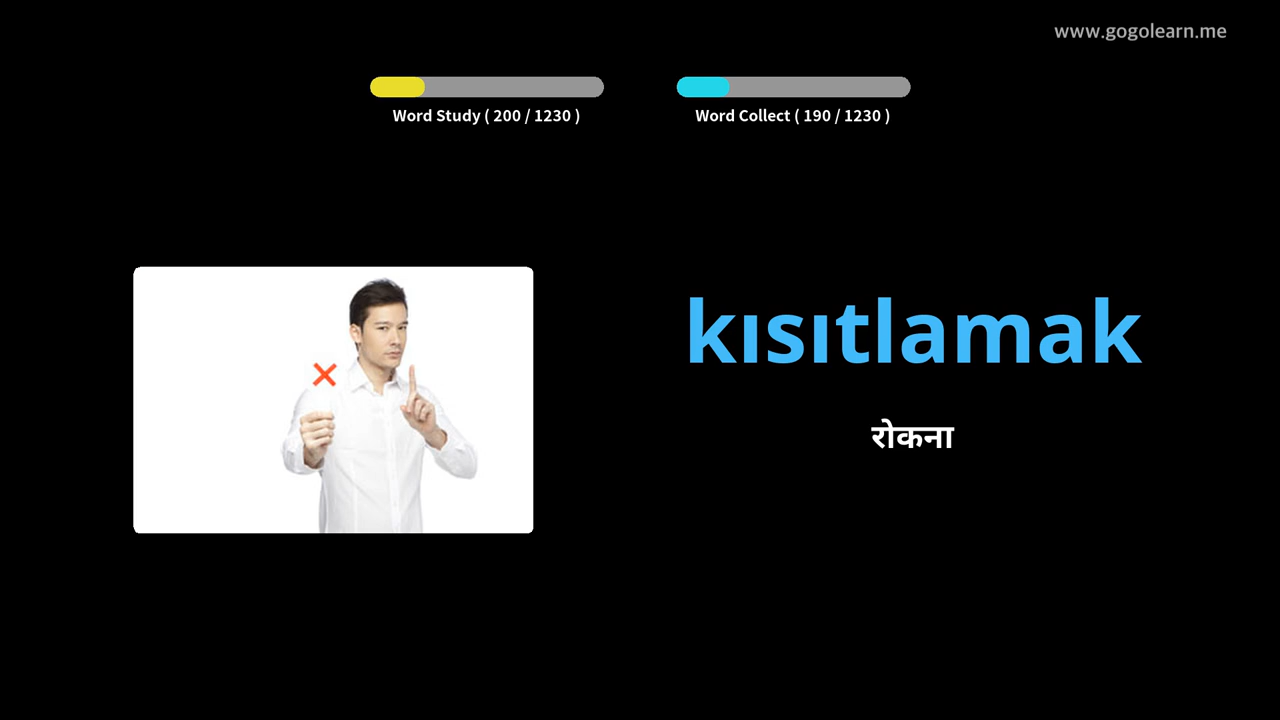 www.gogolearn.me
Word Study ( 200 / 1230 )
Word Collect ( 190 / 1230 )
kısıtlamak
रोकना